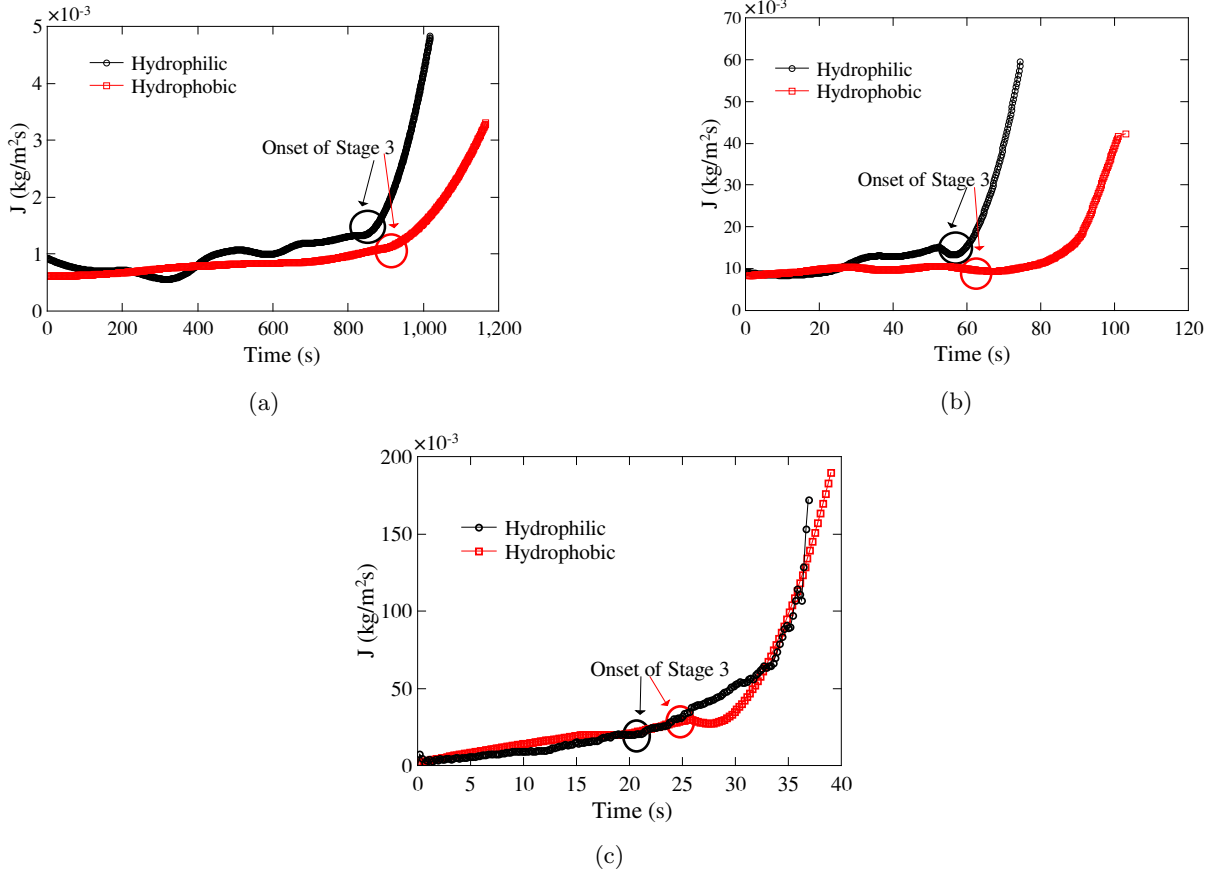 ×10⁻³
5
4
3
2
1
0
J (kg/m²s)
Hydrophilic
Hydrophobic
Onset of Stage 3
0 200 400 600 800 1,000 1,200
Time (s)
(a)
×10⁻³
70
60
50
40
30
20
10
0
J (kg/m²s)
Hydrophilic
Hydrophobic
Onset of Stage 3
0 20 40 60 80 100 120
Time (s)
(b)
×10⁻³
200
150
100
50
0
J (kg/m²s)
Hydrophilic
Hydrophobic
Onset of Stage 3
0 5 10 15 20 25 30 35 40
Time (s)
(c)